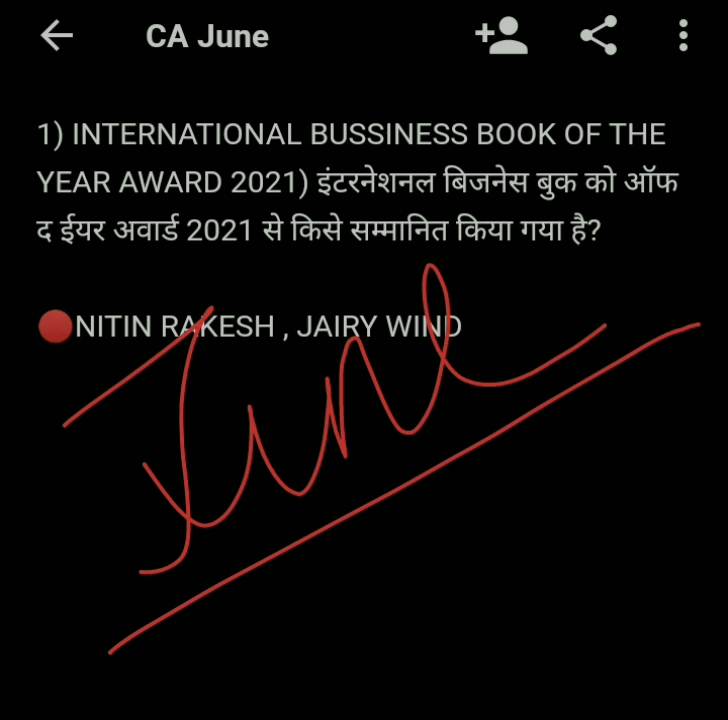 CA June
1) INTERNATIONAL BUSSINESS BOOK OF THE
YEAR AWARD 2021) इंटरनेशनल बिजनेस बुक को ऑफ
द ईयर अवार्ड 2021 से किसे सम्मानित किया गया है?
NITIN RAKESH , JAIRY WIND
June